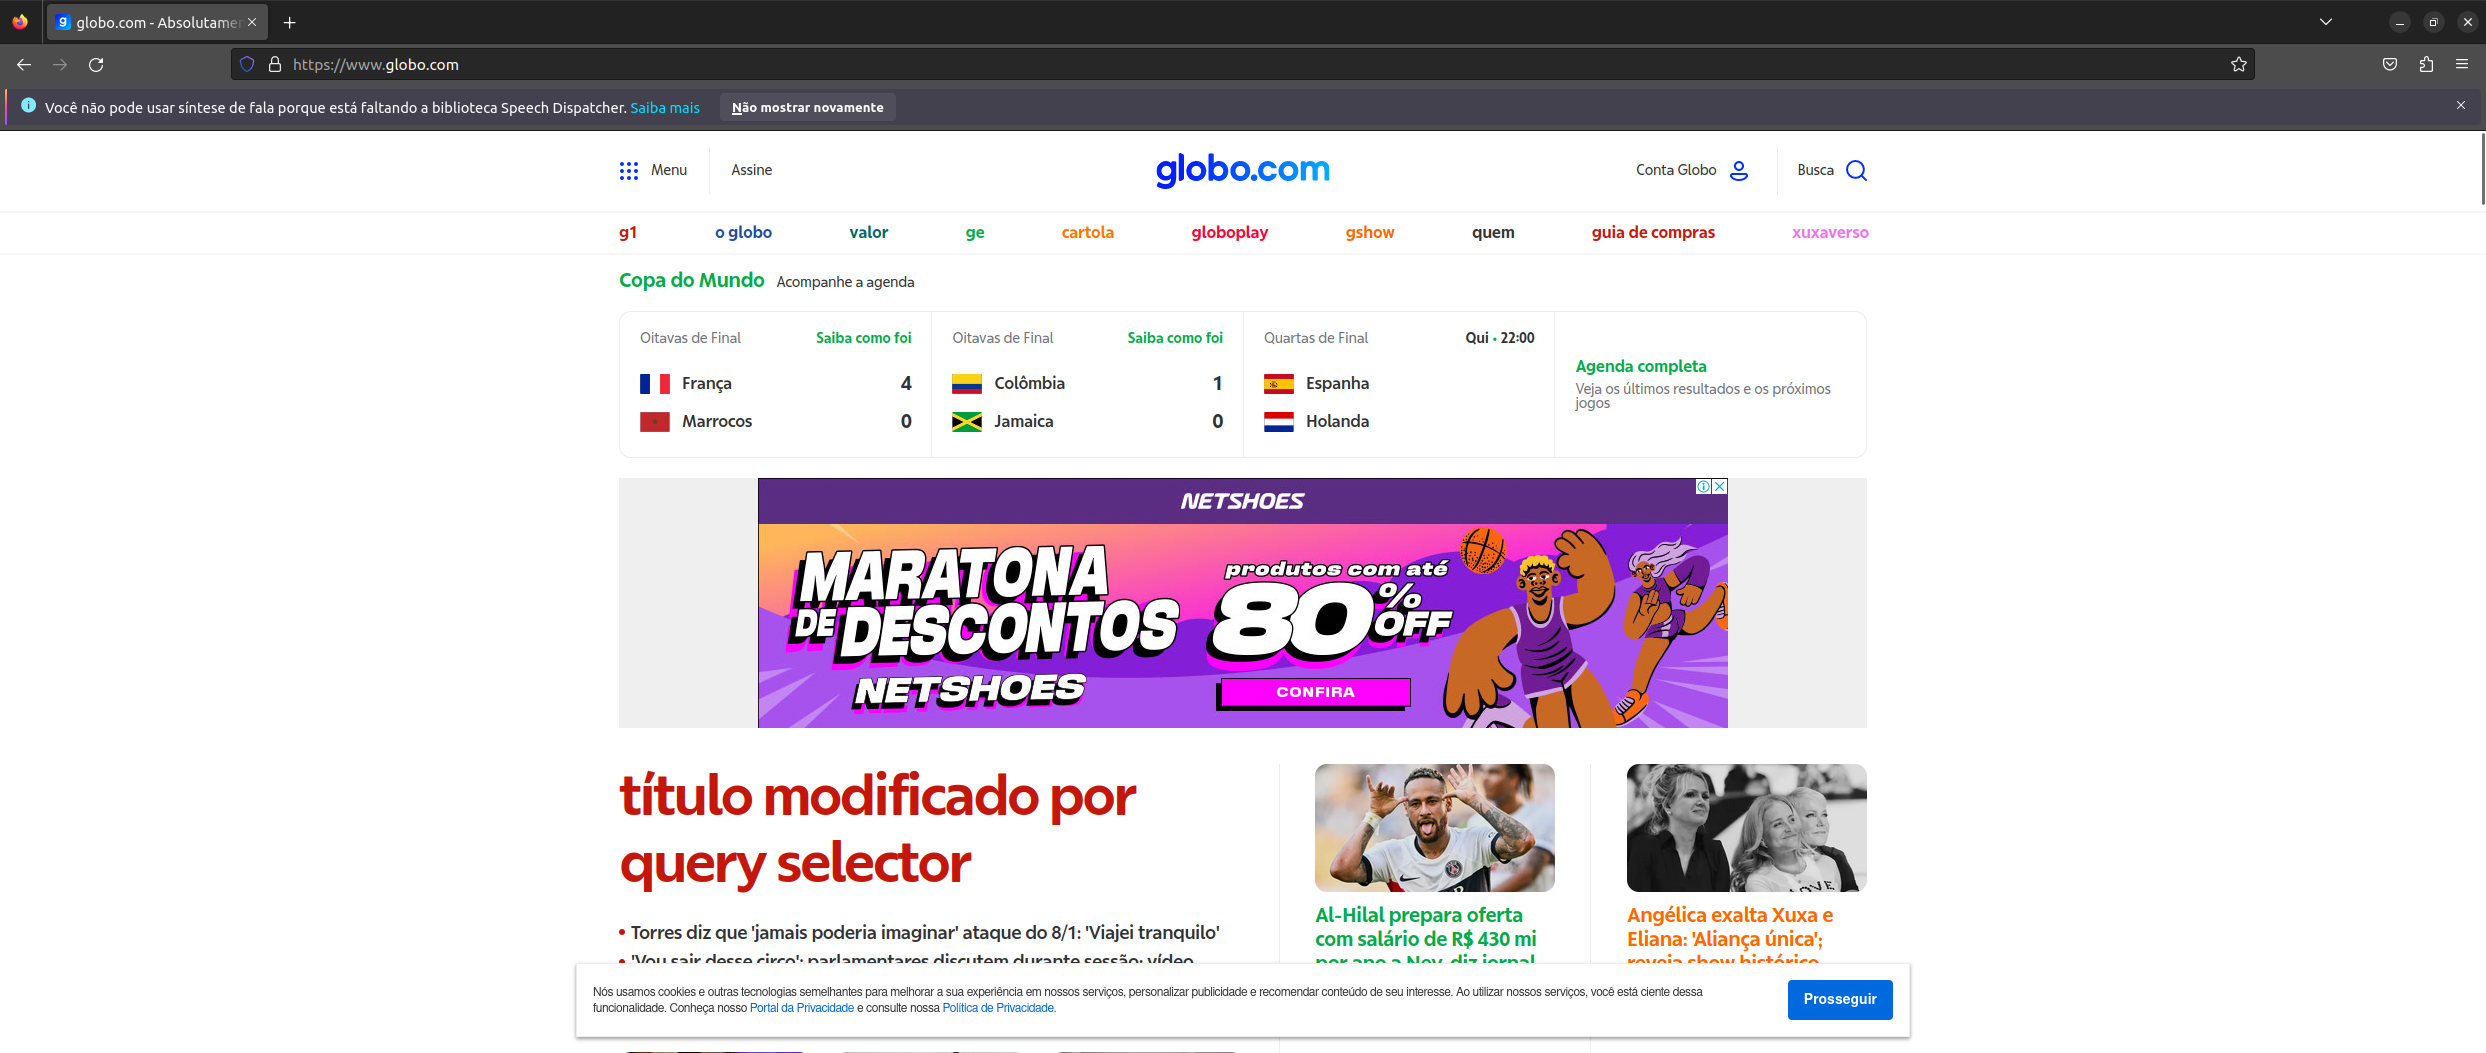 globo.com - Absolutamen
https://www.globo.com
Você não pode usar síntese de fala porque está faltando a biblioteca Speech Dispatcher. Saiba mais
Não mostrar novamente
Menu
Assine
globo.com
Conta Globo
Busca
g1
o globo
valor
ge
cartola
globoplay
gshow
quem
guia de compras
xuxaverso
Copa do Mundo
Acompanhe a agenda
Oitavas de Final
Saiba como foi
França 4
Marrocos 0
Oitavas de Final
Saiba como foi
Colômbia 1
Jamaica 0
Quartas de Final
Qui • 22:00
Espanha
Holanda
Agenda completa
Veja os últimos resultados e os próximos
jogos
NETSHOES
MARATONA
DE DESCONTOS
NETSHOES
produtos com até
80% OFF
CONFIRA
título modificado por
query selector
Torres diz que 'jamais poderia imaginar' ataque do 8/1: 'Viajei tranquilo'
'Vou sair desse circo': parlamentares discutem durante sessão; vídeo
Al-Hilal prepara oferta
com salário de R$ 430 mi
por ano a Ney, diz jornal
LOVE
Angélica exalta Xuxa e
Eliana: 'Aliança única';
reveja show histórico
Nós usamos cookies e outras tecnologias semelhantes para melhorar a sua experiência em nossos serviços, personalizar publicidade e recomendar conteúdo de seu interesse. Ao utilizar nossos serviços, você está ciente dessa
funcionalidade. Conheça nosso Portal da Privacidade e consulte nossa Política de Privacidade.
Prosseguir